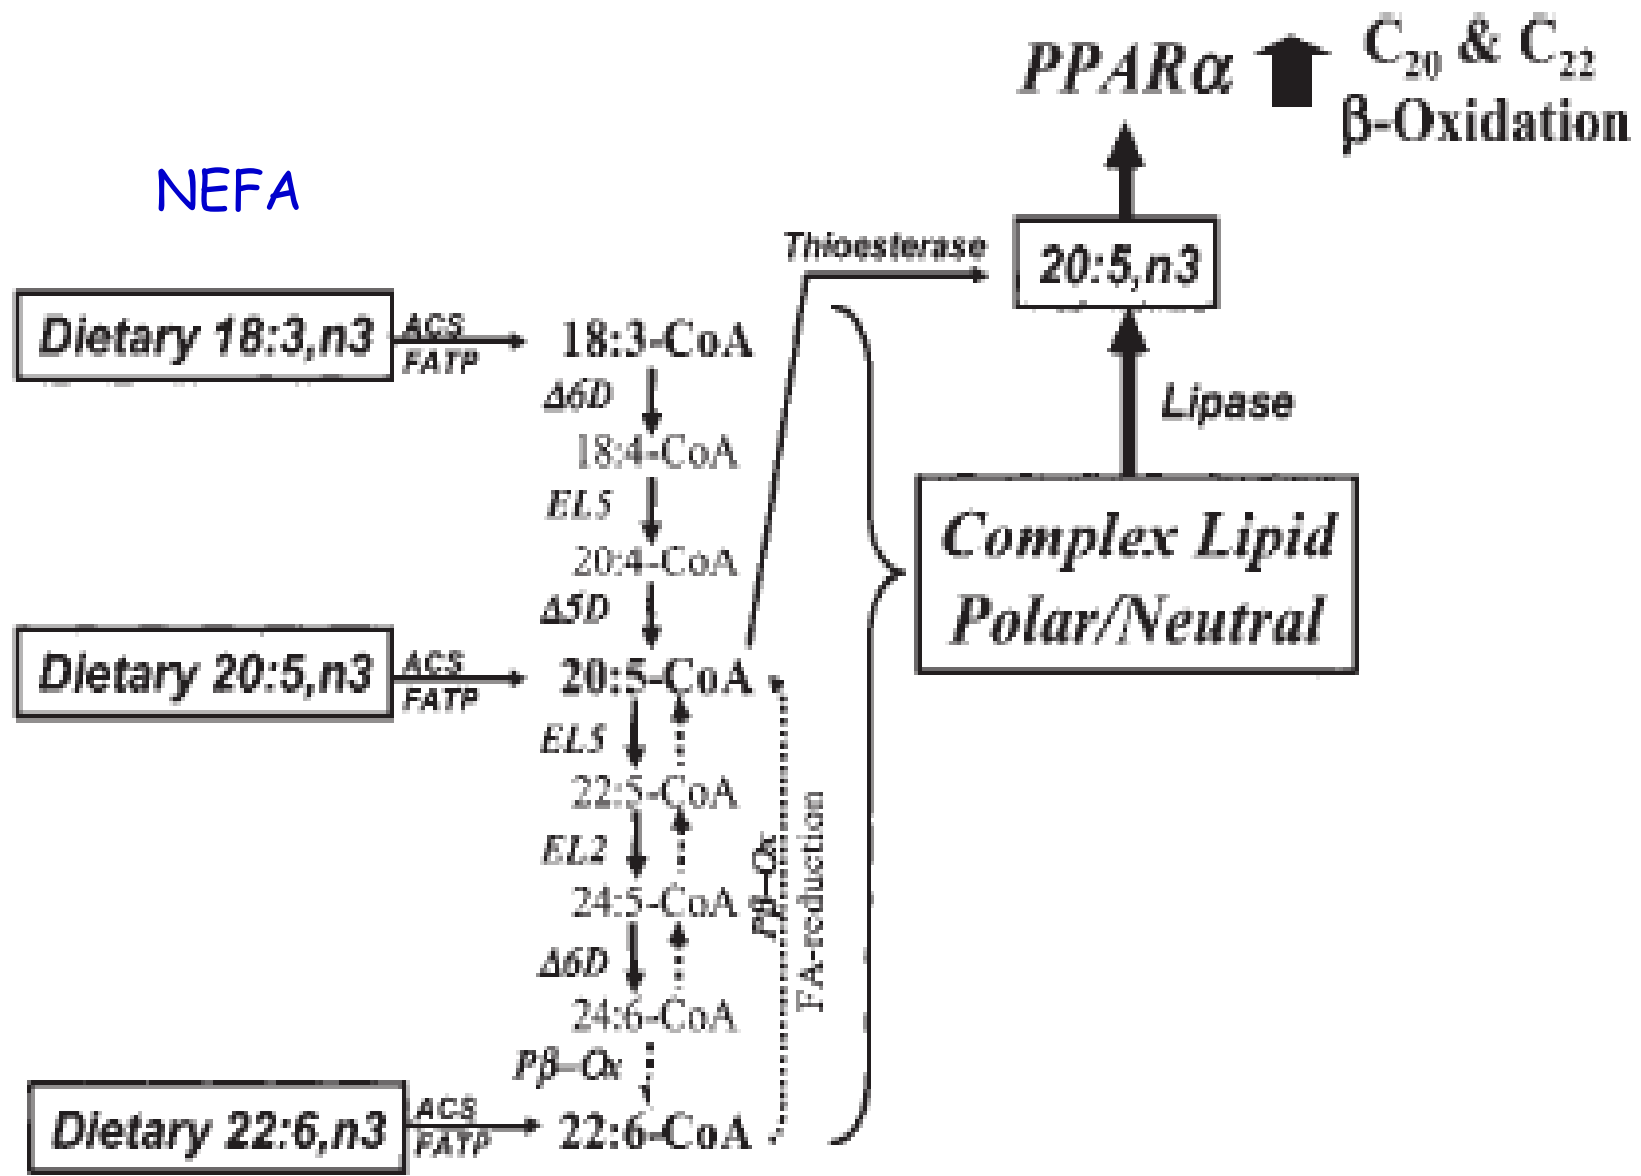 PPARα
C₂₀ & C₂₂
β-Oxidation
NEFA
Thioesterase
20:5,n3
Dietary 18:3,n3
ACS
FATP
18:3-CoA
Δ6D
Lipase
18:4-CoA
EL5
Complex Lipid
Polar/Neutral
20:4-CoA
Δ5D
Dietary 20:5,n3
ACS
FATP
20:5-CoA
EL5
22:5-CoA
EL2
24:5-CoA
Pβ-Ox
FA-reduction
Δ6D
24:6-CoA
Pβ-Ox
Dietary 22:6,n3
ACS
FATP
22:6-CoA